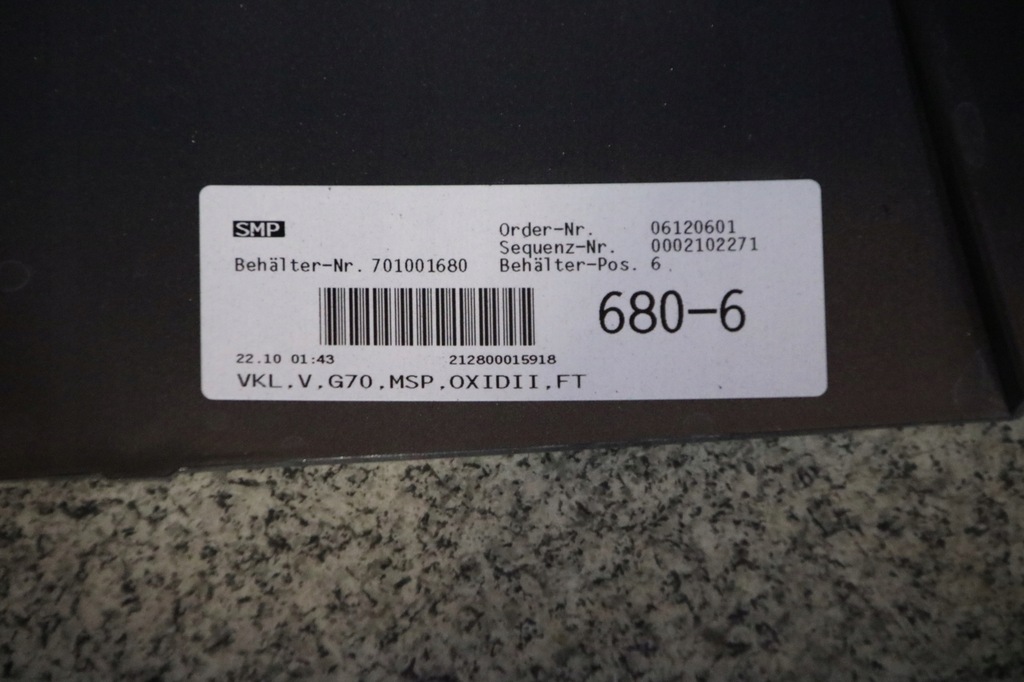 SMP
Order-Nr. 06120601
Sequenz-Nr. 0002102271
Behälter-Nr. 701001680 Behälter-Pos. 6
680-6
22.10 01:43 212800015918
VKL.V.G70.MSP.OXIDII.FT